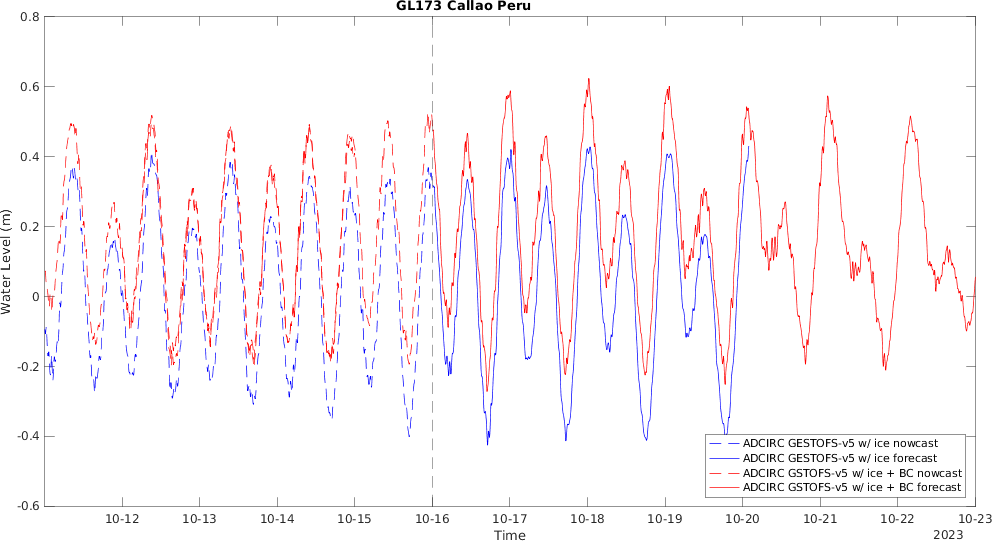 GL173 Callao Peru
0.8
0.6
0.4
0.2
0
-0.2
-0.4
-0.6
Water Level (m)
ADCIRC GESTOFS-v5 w/ ice nowcast
ADCIRC GESTOFS-v5 w/ ice forecast
ADCIRC GSTOFS-v5 w/ ice + BC nowcast
ADCIRC GSTOFS-v5 w/ ice + BC forecast
10-12 10-13 10-14 10-15 10-16 10-17 10-18 10-19 10-20 10-21 10-22 10-23
Time
2023